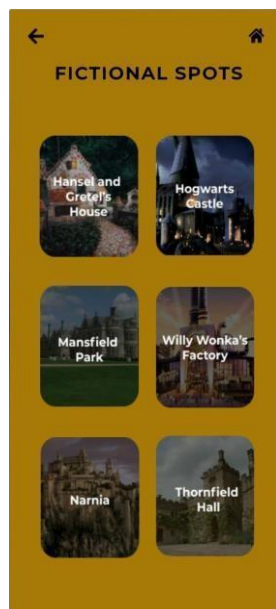 FICTIONAL SPOTS
Hansel and
Gretel's
House
Hogwarts
Castle
Mansfield
Park
Willy Wonka's
Factory
Narnia
Thornfield
Hall